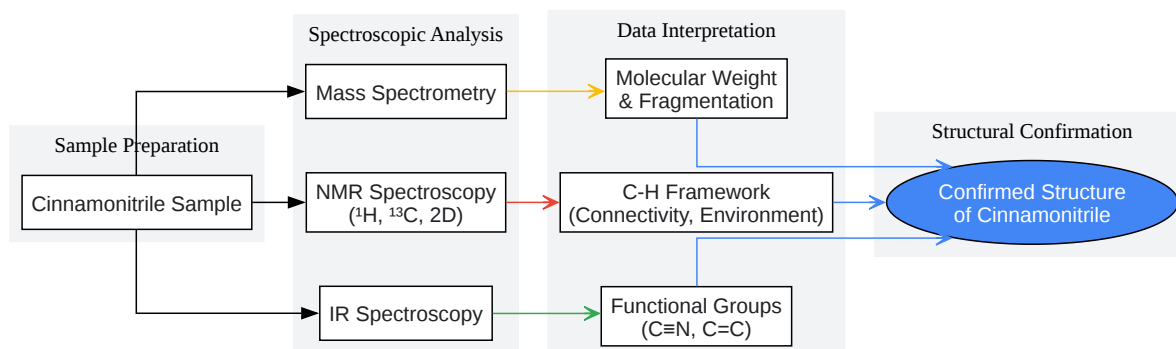 Spectroscopic Analysis
Data Interpretation
Mass Spectrometry
Molecular Weight
& Fragmentation
Sample Preparation
Structural Confirmation
Cinnamonitrile Sample
NMR Spectroscopy
(¹H, ¹³C, 2D)
C-H Framework
(Connectivity, Environment)
Confirmed Structure
of Cinnamonitrile
IR Spectroscopy
Functional Groups
(C≡N, C=C)